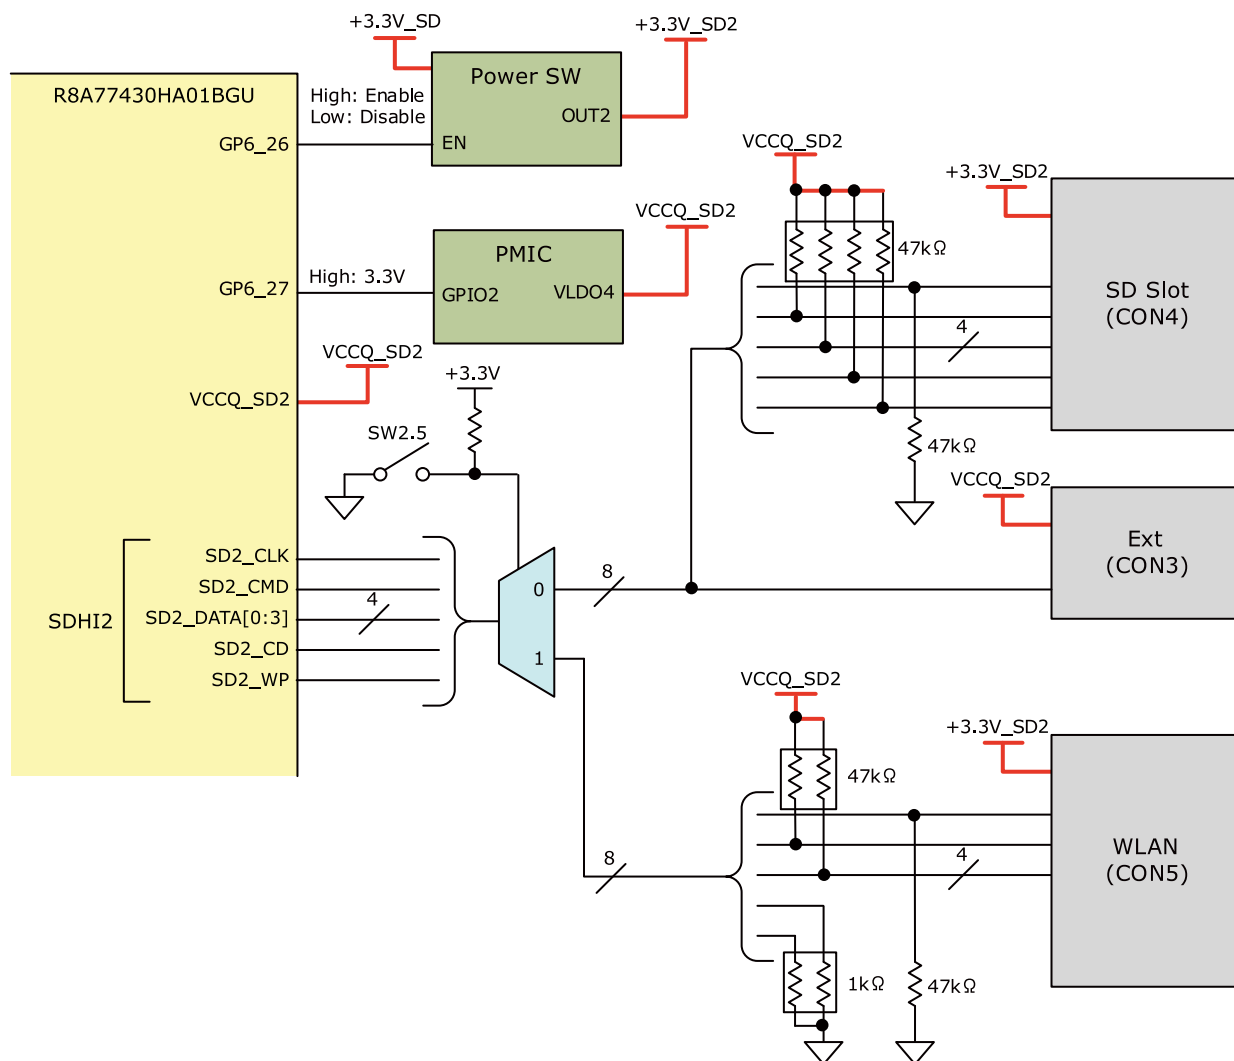 +3.3V_SD
+3.3V_SD2
R8A77430HA01BGU
High: Enable
Low: Disable
Power SW
OUT2
EN
GP6_26
VCCQ_SD2
+3.3V_SD2
VCCQ_SD2
PMIC
47kΩ
GP6_27
High: 3.3V
GPIO2
VLDO4
SD Slot
(CON4)
4
VCCQ_SD2
+3.3V
VCCQ_SD2
SW2.5
47kΩ
VCCQ_SD2
Ext
(CON3)
SDHI2
SD2_CLK
SD2_CMD
SD2_DATA[0:3]
SD2_CD
SD2_WP
4
0
1
8
VCCQ_SD2
+3.3V_SD2
47kΩ
8
4
WLAN
(CON5)
1kΩ
47kΩ